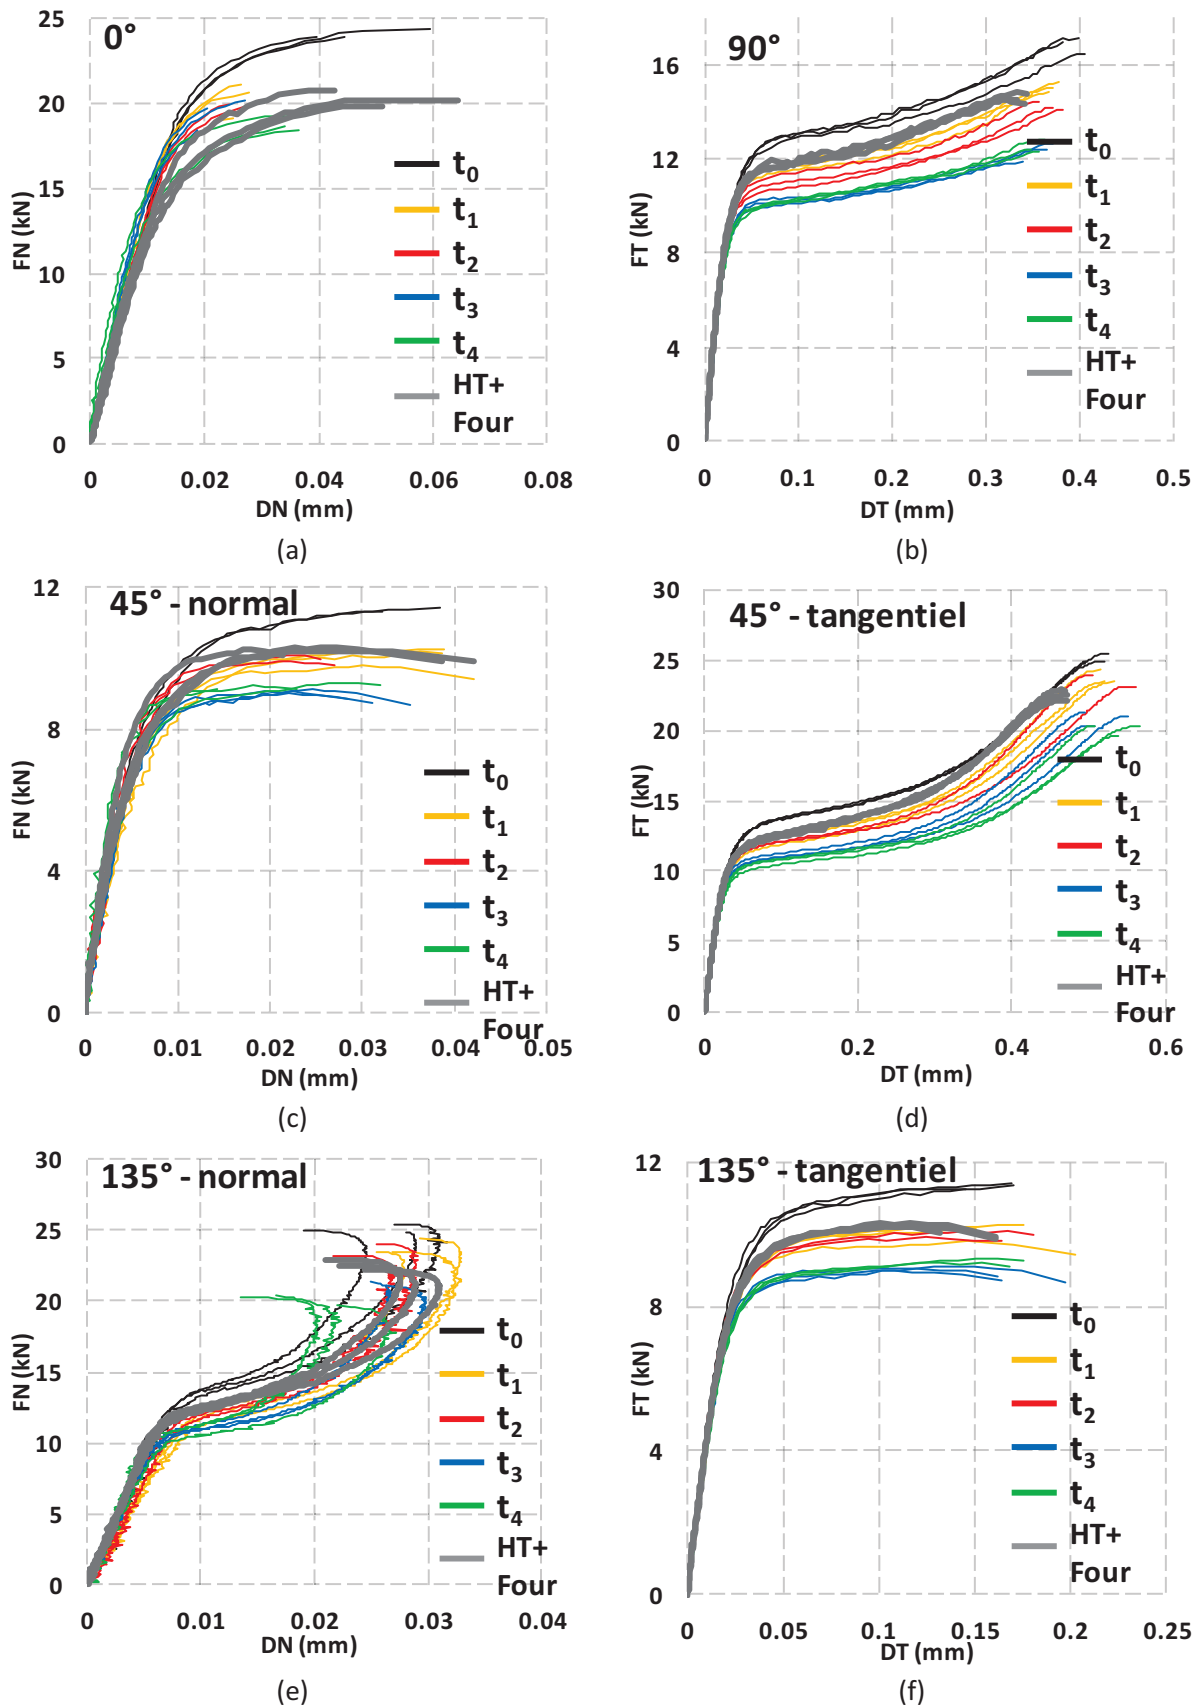 0°
25
20
15
10
5
0
FN (kN)
t0
t1
t2
t3
t4
HT+
Four
0
0.02
0.04
0.06
0.08
DN (mm)
(a)
90°
16
12
8
4
0
FT (kN)
t0
t1
t2
t3
t4
HT+
Four
0
0.1
0.2
0.3
0.4
0.5
DT (mm)
(b)
45° - normal
12
8
4
0
FN (kN)
t0
t1
t2
t3
t4
HT+
Four
0
0.01
0.02
0.03
0.04
0.05
DN (mm)
(c)
45° - tangentiel
30
25
20
15
10
5
0
FT (kN)
t0
t1
t2
t3
t4
HT+
Four
0
0.2
0.4
0.6
DT (mm)
(d)
135° - normal
30
25
20
15
10
5
0
FN (kN)
t0
t1
t2
t3
t4
HT+
Four
0
0.01
0.02
0.03
0.04
DN (mm)
(e)
135° - tangentiel
12
8
4
0
FT (kN)
t0
t1
t2
t3
t4
HT+
Four
0
0.05
0.1
0.15
0.2
0.25
DT (mm)
(f)